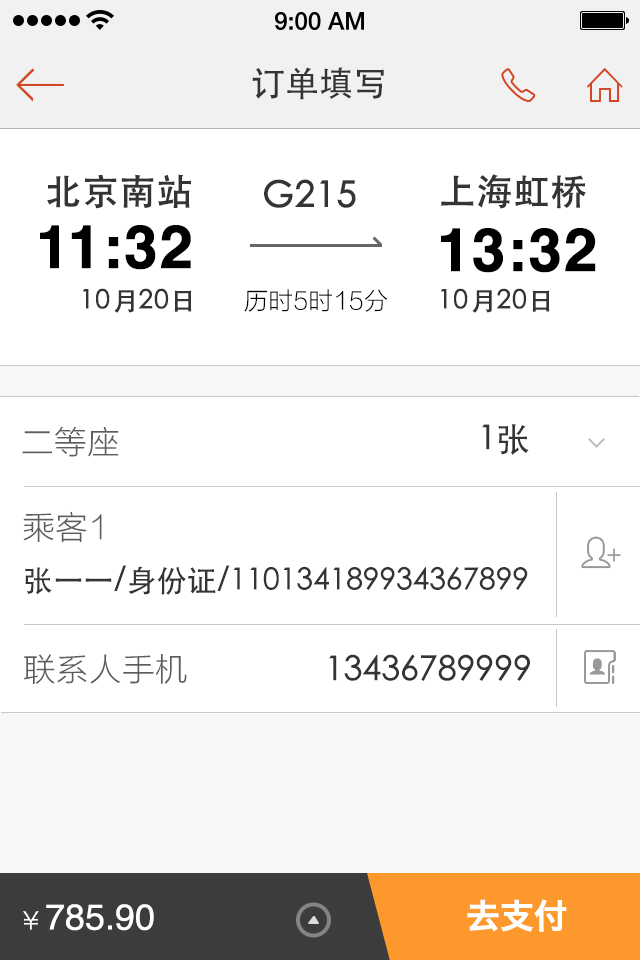 9:00 AM
订单填写
北京南站 G215 上海虹桥
11:32 13:32
10月20日 历时5时15分 10月20日
二等座 1张
乘客1
张一一/身份证/110134189934367899
联系人手机 13436789999
¥785.90 去支付